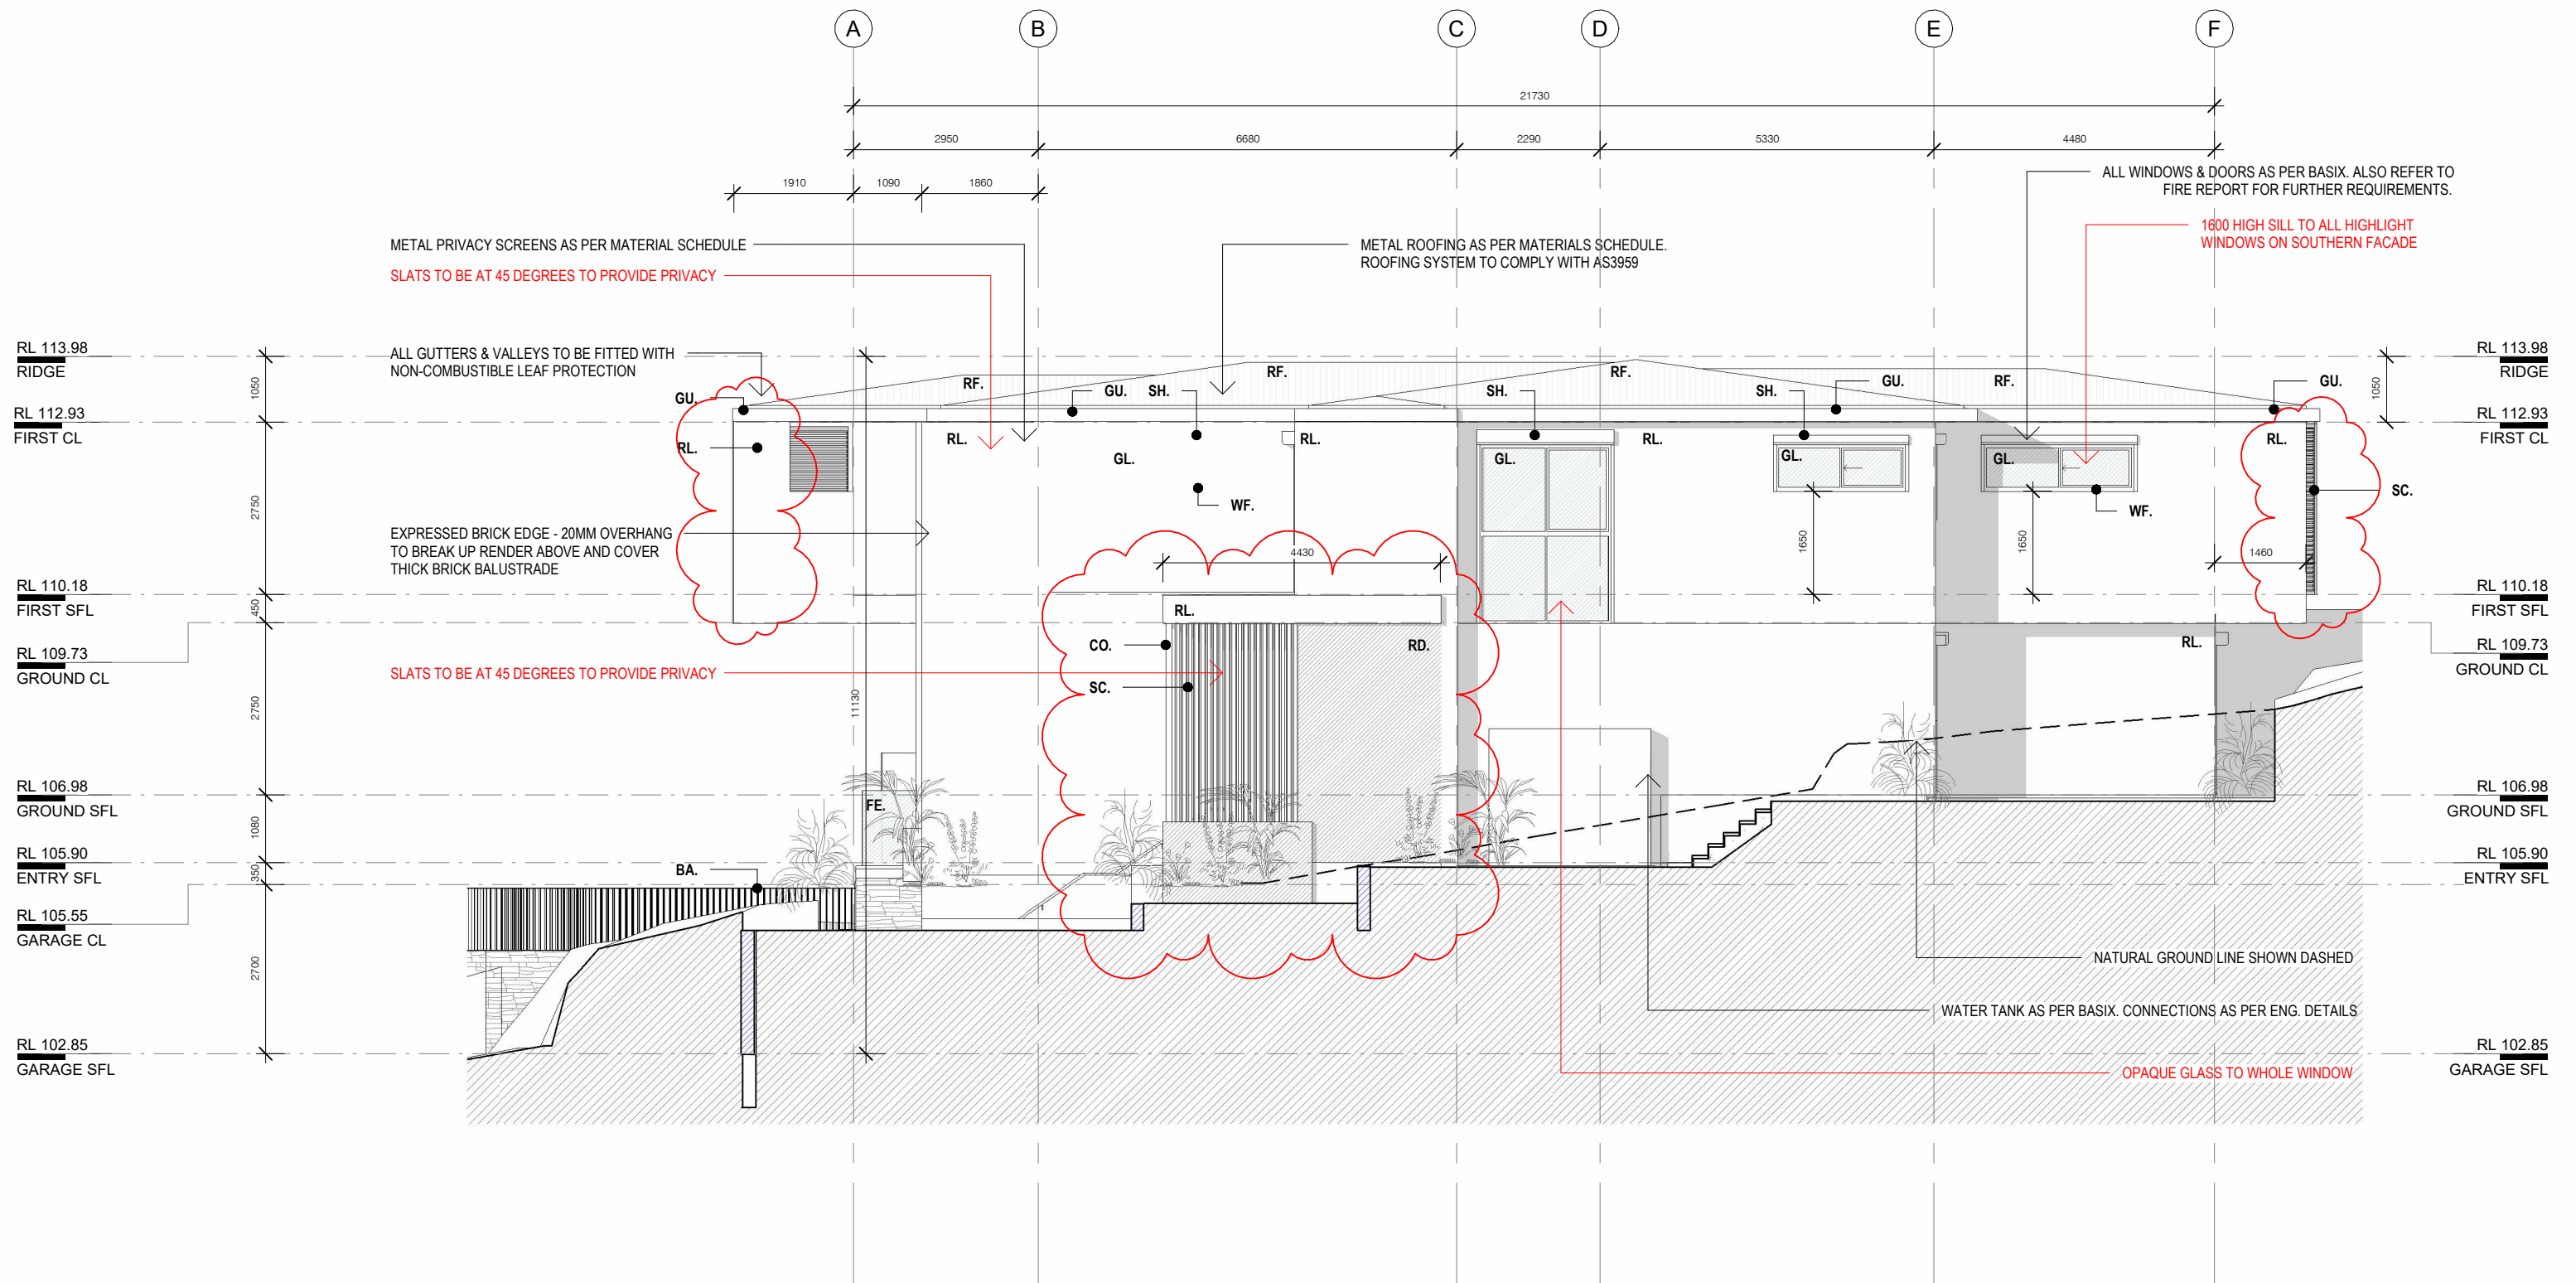 A B C D E F
21730
2950 6680 2290 5330 4480
1910 1090 1860
ALL WINDOWS & DOORS AS PER BASIX. ALSO REFER TO
FIRE REPORT FOR FURTHER REQUIREMENTS.
1600 HIGH SILL TO ALL HIGHLIGHT
WINDOWS ON SOUTHERN FACADE
METAL PRIVACY SCREENS AS PER MATERIAL SCHEDULE
SLATS TO BE AT 45 DEGREES TO PROVIDE PRIVACY
METAL ROOFING AS PER MATERIALS SCHEDULE.
ROOFING SYSTEM TO COMPLY WITH AS3959
ALL GUTTERS & VALLEYS TO BE FITTED WITH
NON-COMBUSTIBLE LEAF PROTECTION
RL 113.98
RIDGE
RL 112.93
FIRST CL
RL 110.18
FIRST SFL
RL 109.73
GROUND CL
RL 106.98
GROUND SFL
RL 105.90
ENTRY SFL
RL 105.55
GARAGE CL
RL 102.85
GARAGE SFL
1050
2750
450
2750
1080
350
2700
11130
RF. RF. RF. RF.
GU. GU. SH. SH. SH. GU. GU.
RL. RL. RL. RL. RL.
GL. GL. GL. GL.
WF. WF. SC.
EXPRESSED BRICK EDGE - 20MM OVERHANG
TO BREAK UP RENDER ABOVE AND COVER
THICK BRICK BALUSTRADE
4430
1650
1650
1460
RL.
CO.
RD.
RL.
SLATS TO BE AT 45 DEGREES TO PROVIDE PRIVACY
SC.
FE.
BA.
NATURAL GROUND LINE SHOWN DASHED
WATER TANK AS PER BASIX. CONNECTIONS AS PER ENG. DETAILS
OPAQUE GLASS TO WHOLE WINDOW
1050
RL 113.98
RIDGE
RL 112.93
FIRST CL
RL 110.18
FIRST SFL
RL 109.73
GROUND CL
RL 106.98
GROUND SFL
RL 105.90
ENTRY SFL
RL 102.85
GARAGE SFL